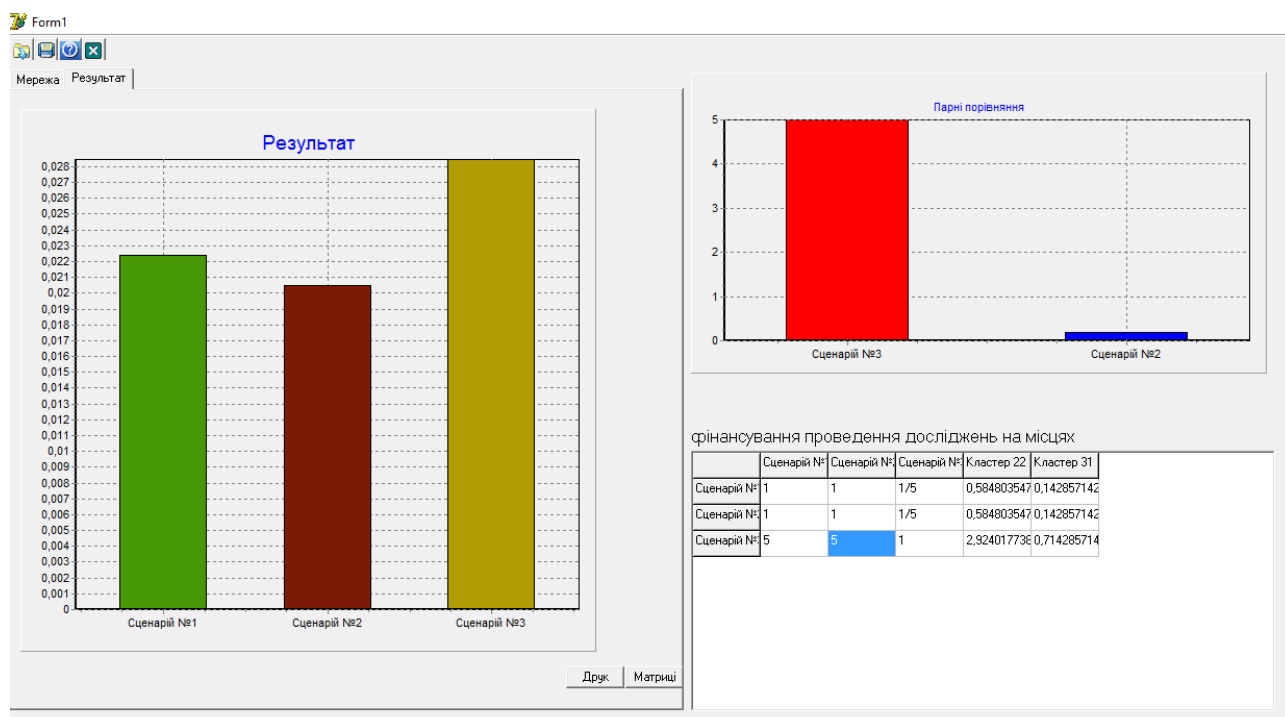 Form1
Мережа Результат
Результат
0,028
0,027
0,026
0,025
0,024
0,023
0,022
0,021
0,02
0,019
0,018
0,017
0,016
0,015
0,014
0,013
0,012
0,011
0,01
0,009
0,008
0,007
0,006
0,005
0,004
0,003
0,002
0,001
0
Сценарій №1 Сценарій №2 Сценарій №3
Друк Матриці
Парні порівняння
5
4
3
2
1
0
Сценарій №3 Сценарій №2
фінансування проведення досліджень на місцях
Сценарій № Сценарій № Сценарій № Кластер 22 Кластер 31
Сценарій № 1 1 1/5 0,584803547 0,142857142
Сценарій № 1 1 1/5 0,584803547 0,142857142
Сценарій № 5 5 1 2,92401773 0,714285714